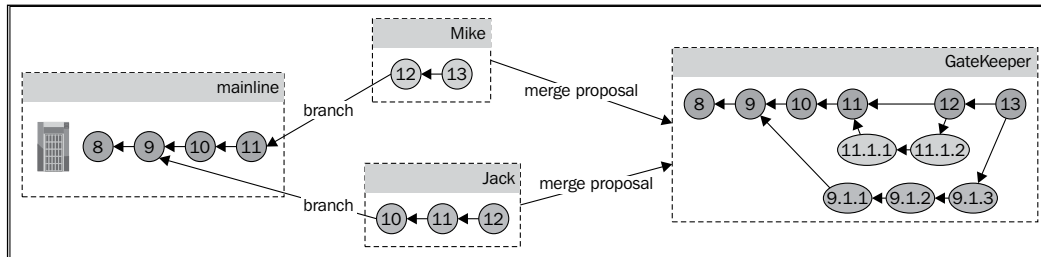 mainline
8 9 10 11
branch
branch
Mike
12 13
Jack
10 11 12
merge proposal
merge proposal
GateKeeper
8 9 10 11 12 13
11.1.1 11.1.2
9.1.1 9.1.2 9.1.3